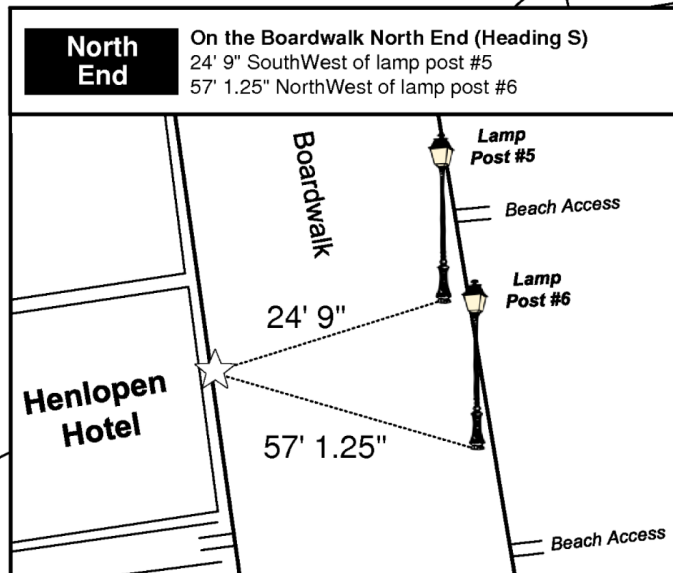 North
End
On the Boardwalk North End (Heading S)
24' 9" SouthWest of lamp post #5
57' 1.25" NorthWest of lamp post #6
Lamp
Post #5
Boardwalk
Beach Access
Lamp
Post #6
24' 9"
Henlopen
Hotel
57' 1.25"
Beach Access